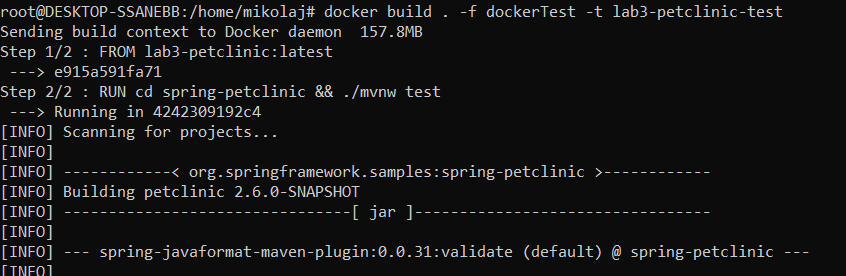 root@DESKTOP-SSANEBB:/home/mikolaj# docker build . -f dockerTest -t lab3-petclinic-test
Sending build context to Docker daemon  157.8MB
Step 1/2 : FROM lab3-petclinic:latest
 ---> e915a591fa71
Step 2/2 : RUN cd spring-petclinic && ./mvnw test
 ---> Running in 4242309192c4
[INFO] Scanning for projects...
[INFO]
[INFO] ------------< org.springframework.samples:spring-petclinic >------------
[INFO] Building petclinic 2.6.0-SNAPSHOT
[INFO] --------------------------------[ jar ]---------------------------------
[INFO]
[INFO] --- spring-javaformat-maven-plugin:0.0.31:validate (default) @ spring-petclinic ---
[INFO]